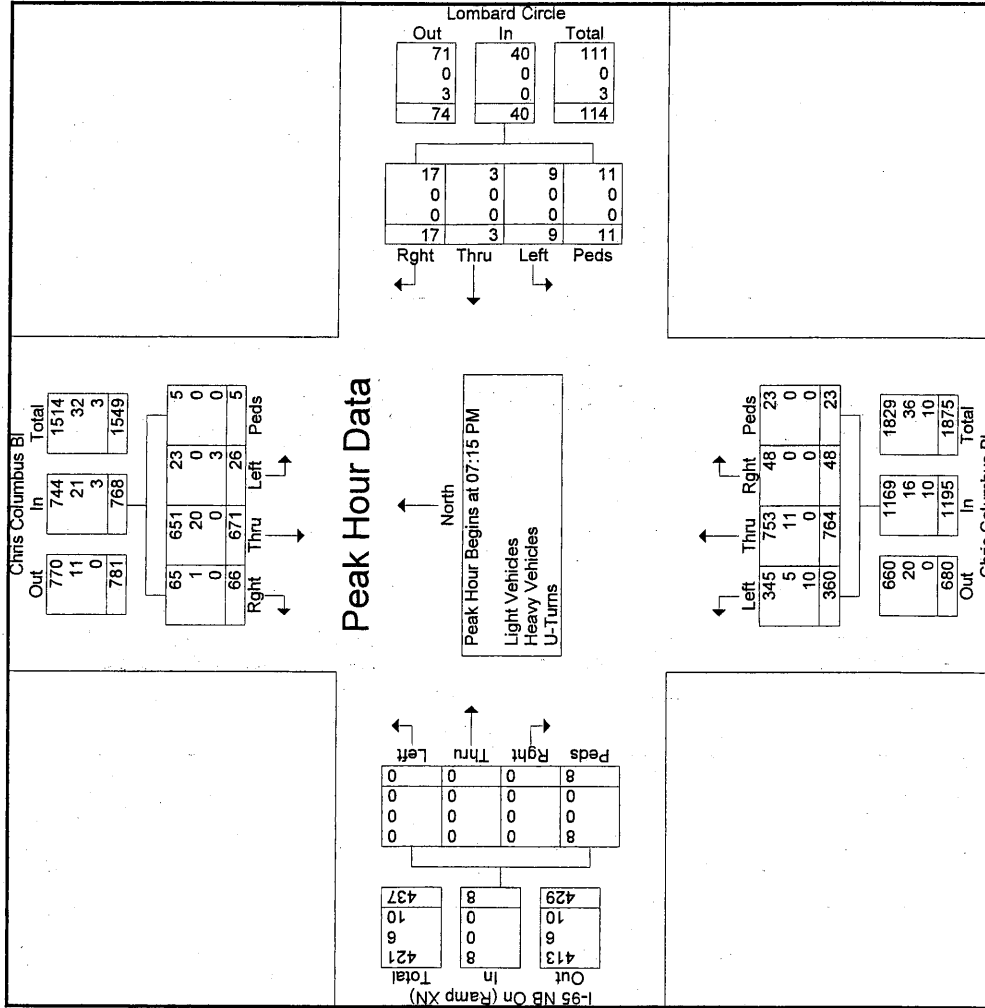 Lombard Circle
Out In Total
71 40 111
0 0 0
3 0 3
74 40 114
17 3 9 11
0 0 0 0
0 0 0 0
17 3 9 11
Rght Thru Left Peds
Chris Columbus Bl
Out In Total
770 744 1514
11 21 32
0 3 3
781 768 1549
65 651 23 5
1 20 0 0
0 0 3 0
66 671 26 5
Rght Thru Left Peds
Peak Hour Data
North
Peak Hour Begins at 07:15 PM
Light Vehicles
Heavy Vehicles
U-Turns
Left Thru Rght Peds
345 753 48 23
5 11 0 0
10 0 0 0
360 764 48 23
660 1169 1829
20 16 36
0 10 10
680 1195 1875
Out In Total
Chris Columbus Bl
Left Thru Rght Peds
0 0 0 8
0 0 0 0
0 0 0 0
0 0 0 8
437 8 429
10 0 10
6 0 6
421 8 413
Total In Out
I-95 NB On (Ramp XN)